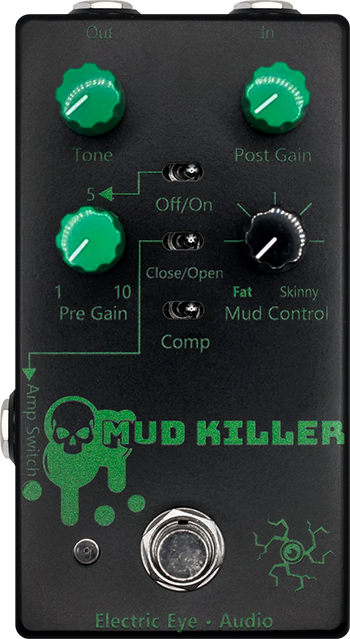 Out In
Tone Post Gain
5
Off/On
Close/Open
1 10
Pre Gain
Fat Skinny
Mud Control
Comp
Amp Switch
MUD KILLER
Electric Eye • Audio